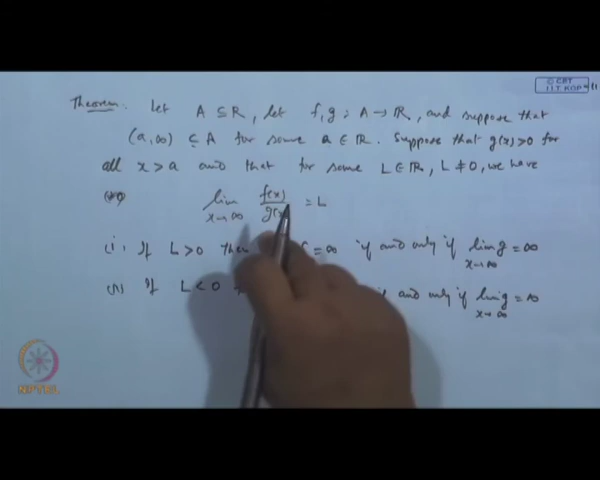 © CET
I.I.T. KGP
Theorem. Let A ⊆ R, let f, g : A → R, and suppose that
(a, ∞) ⊆ A for some a ∈ R. Suppose that g(x) > 0 for
all x > a and that for some L ∈ R, L ≠ 0, we have
lim x→∞ f(x)/g(x) = L
(i) If L > 0 then = ∞ if and only if lim x→∞ g = ∞
(ii) If L < 0 if and only if lim x→∞ g = ∞
NPTEL